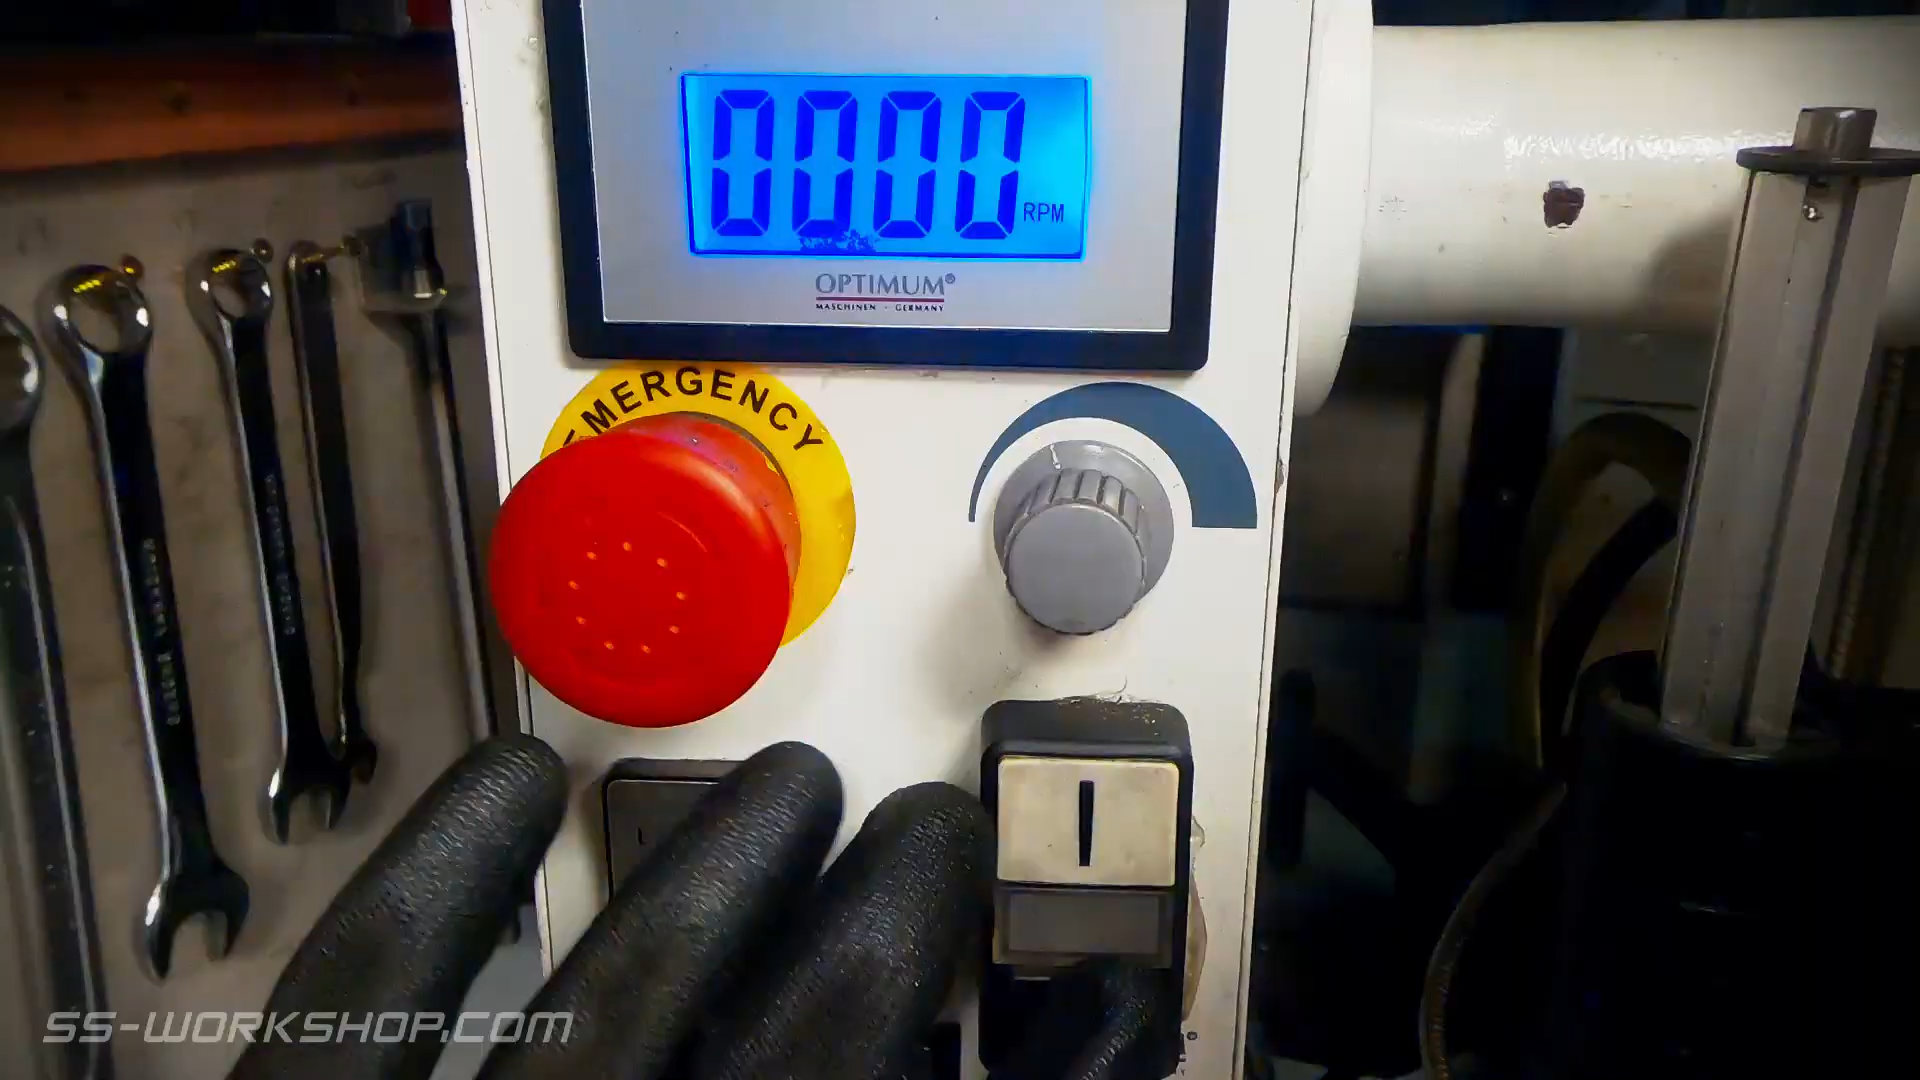 0000 RPM
OPTIMUM®
MASCHINEN - GERMANY
EMERGENCY
I
SS-WORKSHOP.COM